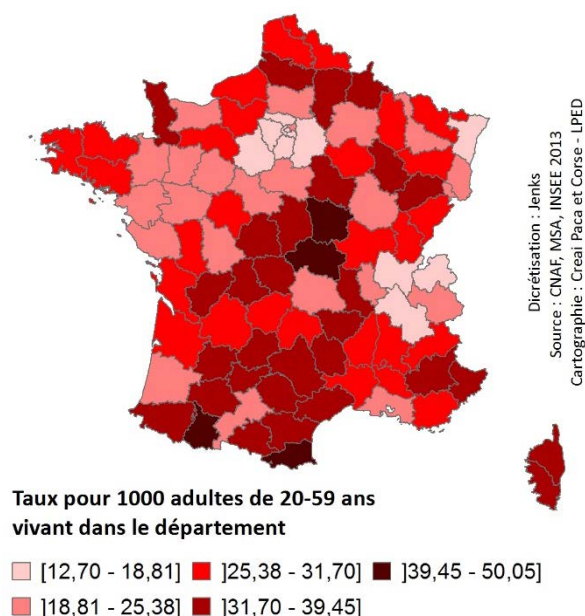 Dicrétisation : Jenks
Source : CNAF, MSA, INSEE 2013
Cartographie : Creai Paca et Corse - LPED
Taux pour 1000 adultes de 20-59 ans
vivant dans le département
[12,70 - 18,81] ]25,38 - 31,70] ]39,45 - 50,05]
]18,81 - 25,38] ]31,70 - 39,45]